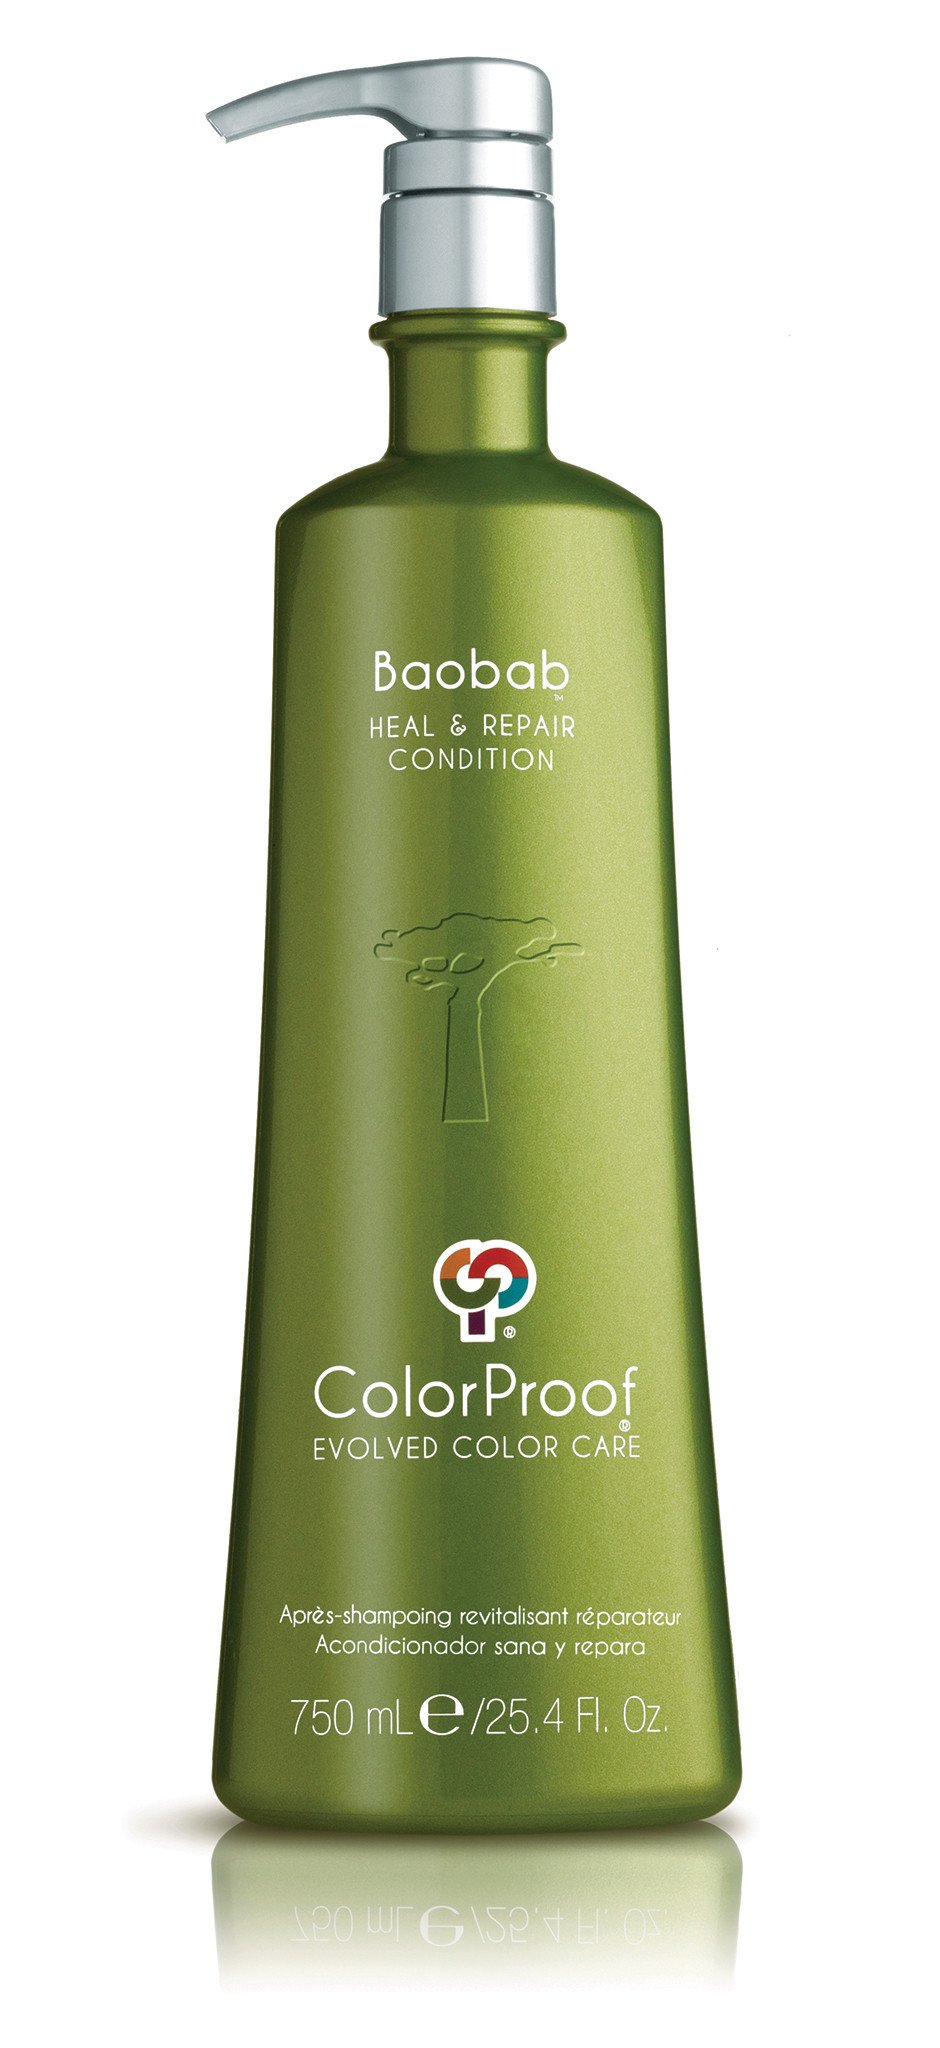 Baobab™
HEAL & REPAIR
CONDITION
ColorProof®
EVOLVED COLOR CARE
Après-shampoing revitalisant réparateur
Acondicionador sana y repara
750 mL ℮/25.4 Fl. Oz.